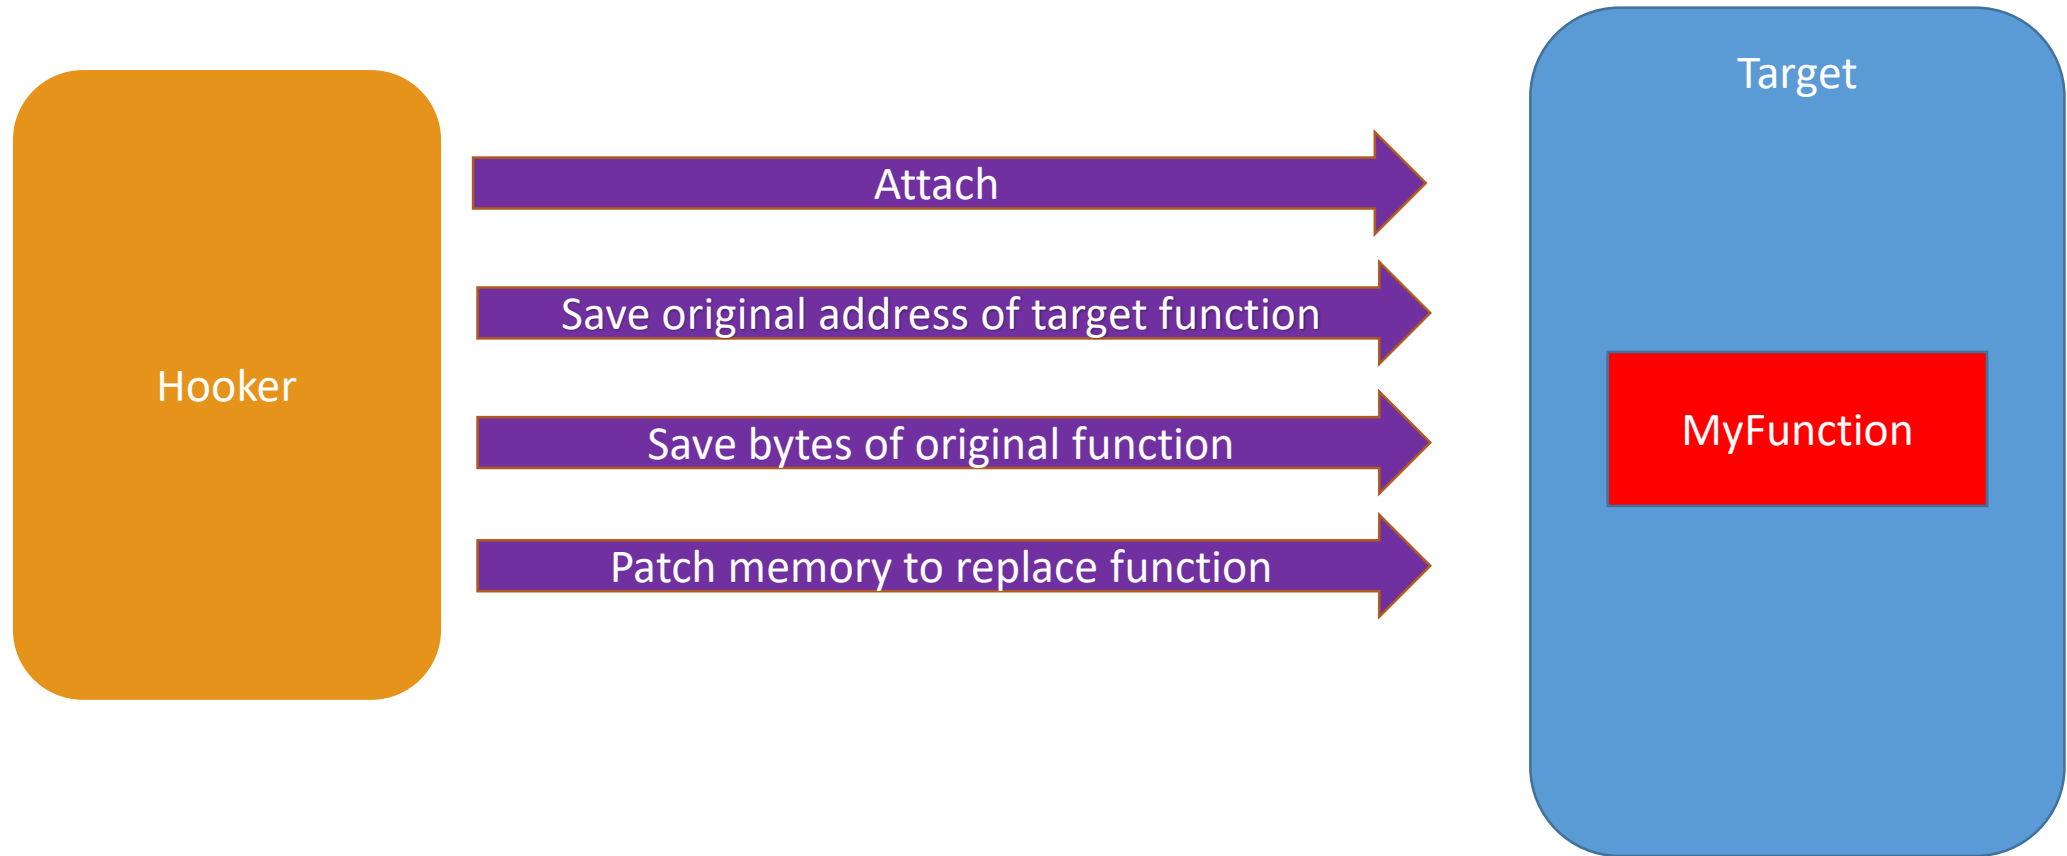 Target
Attach
Save original address of target function
Hooker
MyFunction
Save bytes of original function
Patch memory to replace function